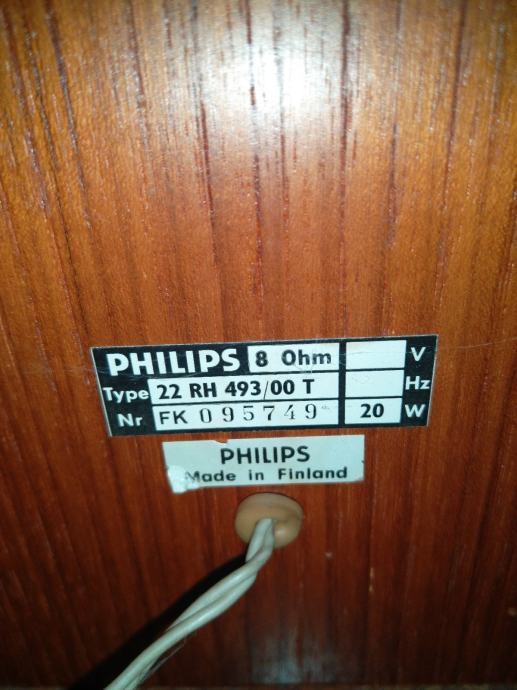 PHILIPS 8 Ohm V
Type 22 RH 493/00 T Hz
Nr FK 095749 20 W
PHILIPS
Made in Finland